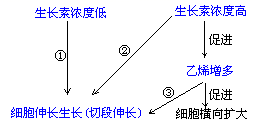 生长素浓度低 生长素浓度高
① ② 促进
乙烯增多
③ 促进
细胞伸长生长(切段伸长) 细胞横向扩大